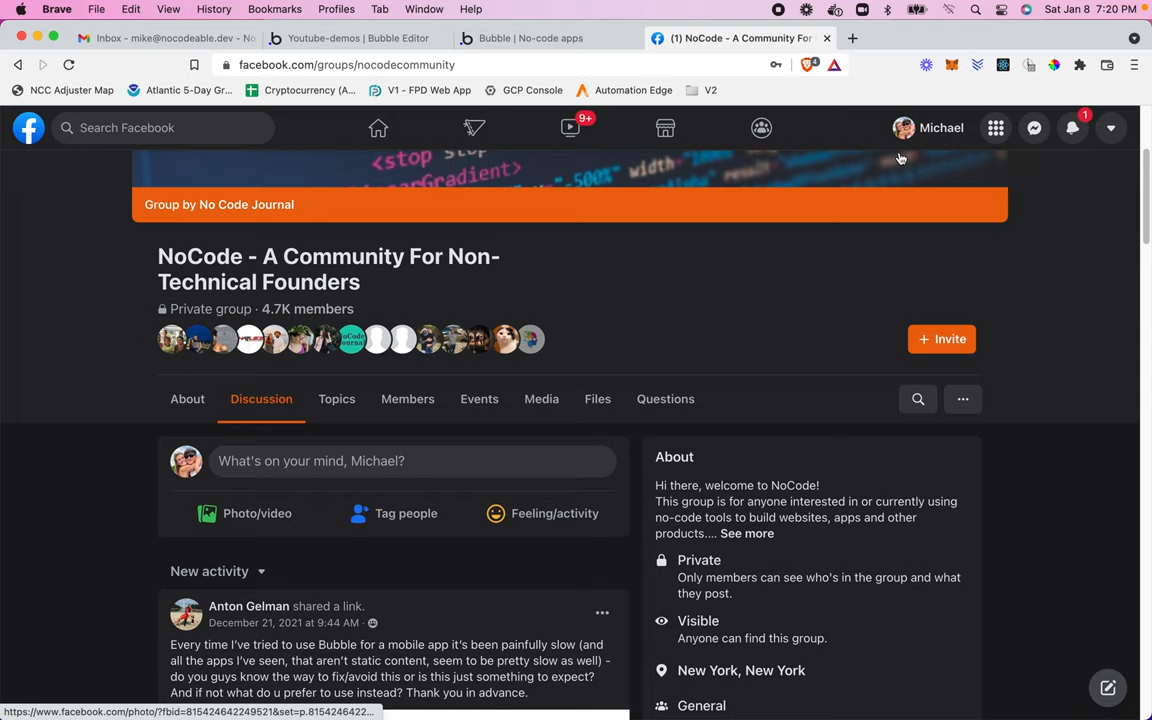 Brave File Edit View History Bookmarks Profiles Tab Window Help Sat Jan 8 7:20 PM
Inbox - mike@nocodeable.dev - No Youtube-demos | Bubble Editor Bubble | No-code apps (1) NoCode - A Community For
facebook.com/groups/nocodecommunity 4
NCC Adjuster Map Atlantic 5-Day Gr... Cryptocurrency (A... V1 - FPD Web App GCP Console Automation Edge V2
Search Facebook 9+ Michael 1
<stop stop
LinearGradient" "-500%" width=
Group by No Code Journal
NoCode - A Community For Non-
Technical Founders
Private group · 4.7K members
+ Invite
About Discussion Topics Members Events Media Files Questions
What's on your mind, Michael?
Photo/video Tag people Feeling/activity
New activity
Anton Gelman shared a link.
December 21, 2021 at 9:44 AM ·
Every time I've tried to use Bubble for a mobile app it's been painfully slow (and
all the apps I've seen, that aren't static content, seem to be pretty slow as well) -
do you guys know the way to fix/avoid this or is this just something to expect?
And if not what do u prefer to use instead? Thank you in advance.
About
Hi there, welcome to NoCode!
This group is for anyone interested in or currently using
no-code tools to build websites, apps and other
products.... See more
Private
Only members can see who's in the group and what
they post.
Visible
Anyone can find this group.
New York, New York
General
https://www.facebook.com/photo/?fbid=815424642249521&set=p.8154246422...